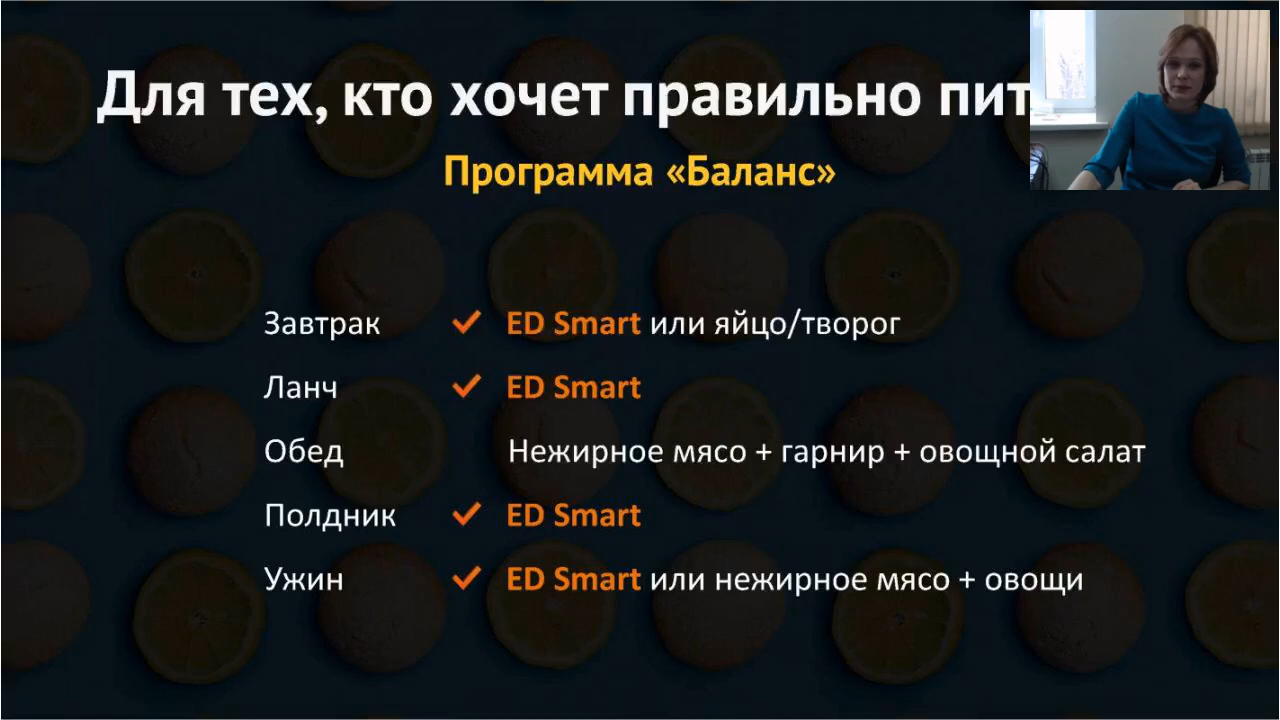 Для тех, кто хочет правильно пит
Программа «Баланс»
Завтрак ✓ ED Smart или яйцо/творог
Ланч ✓ ED Smart
Обед Нежирное мясо + гарнир + овощной салат
Полдник ✓ ED Smart
Ужин ✓ ED Smart или нежирное мясо + овощи